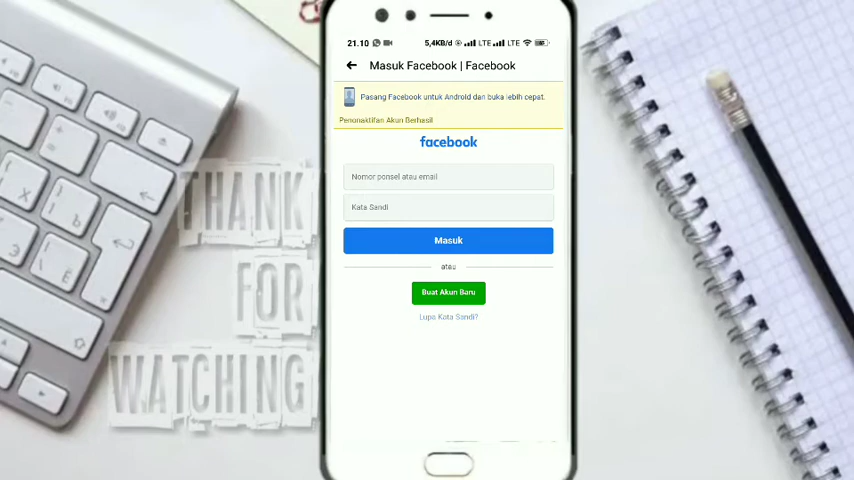 21.10
5,4KB/d LTE LTE
Masuk Facebook | Facebook
Pasang Facebook untuk Android dan buka lebih cepat.
Penonaktifan Akun Berhasil
facebook
Nomor ponsel atau email
Kata Sandi
Masuk
atau
Buat Akun Baru
Lupa Kata Sandi?
THANK
FOR
WATCHING